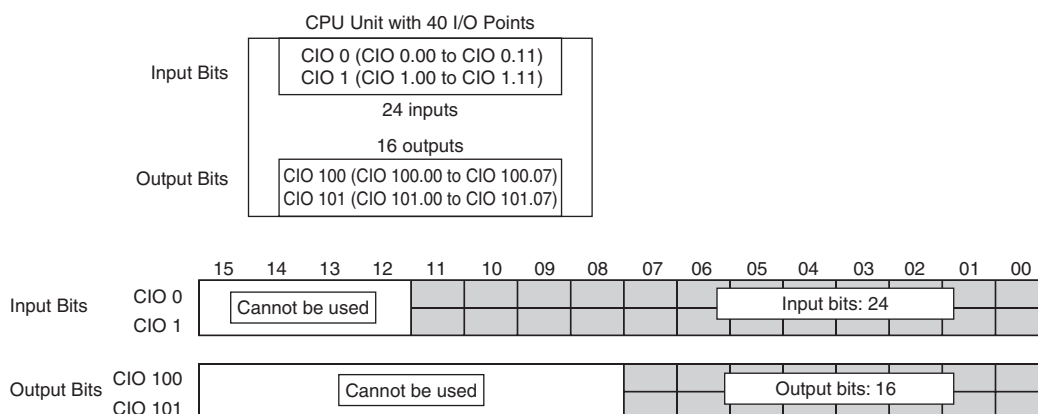 CPU Unit with 40 I/O Points
Input Bits
CIO 0 (CIO 0.00 to CIO 0.11)
CIO 1 (CIO 1.00 to CIO 1.11)
24 inputs
16 outputs
Output Bits
CIO 100 (CIO 100.00 to CIO 100.07)
CIO 101 (CIO 101.00 to CIO 101.07)
15 14 13 12 11 10 09 08 07 06 05 04 03 02 01 00
Input Bits
CIO 0
CIO 1
Cannot be used
Input bits: 24
Output Bits
CIO 100
CIO 101
Cannot be used
Output bits: 16